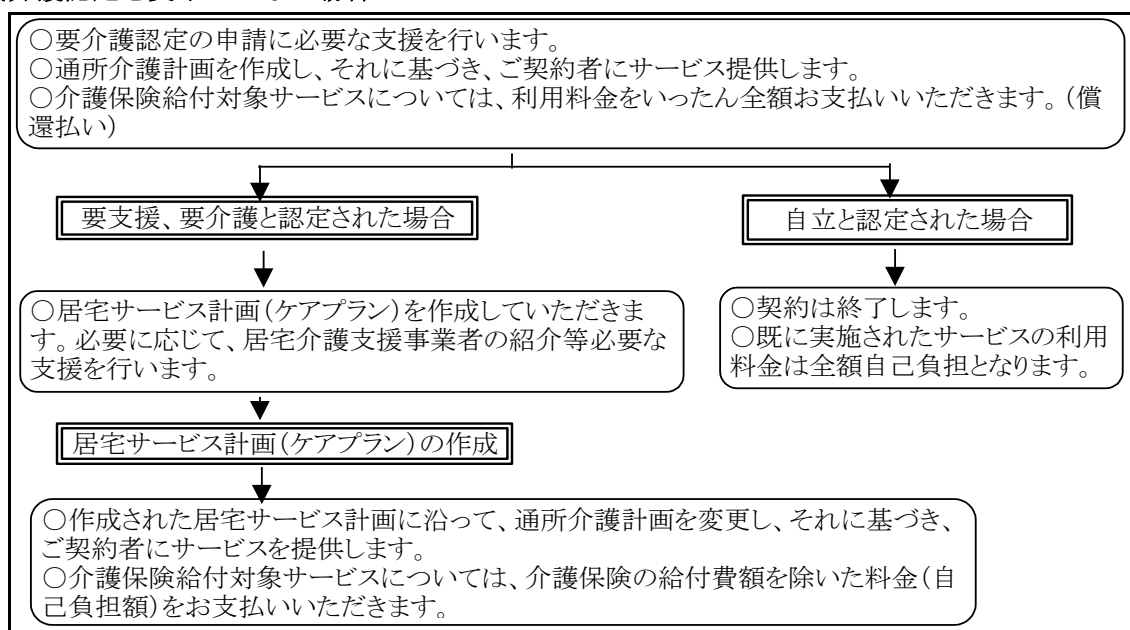 ○要介護認定の申請に必要な支援を行います。
○通所介護計画を作成し、それに基づき、ご契約者にサービス提供します。
○介護保険給付対象サービスについては、利用料金をいったん全額お支払いいただきます。(償
還払い)
要支援、要介護と認定された場合
自立と認定された場合
○居宅サービス計画(ケアプラン)を作成していただきま
す。必要に応じて、居宅介護支援事業者の紹介等必要な
支援を行います。
○契約は終了します。
○既に実施されたサービスの利用
料金は全額自己負担となります。
居宅サービス計画(ケアプラン)の作成
○作成された居宅サービス計画に沿って、通所介護計画を変更し、それに基づき、
ご契約者にサービスを提供します。
○介護保険給付対象サービスについては、介護保険の給付費額を除いた料金(自
己負担額)をお支払いいただきます。